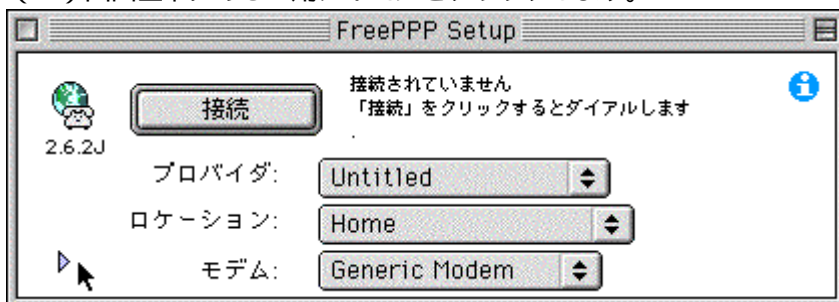 FreePPP Setup
接続されていません
「接続」をクリックするとダイアルします
.
接続
2.6.2J
プロバイダ: Untitled
ロケーション: Home
モデム: Generic Modem